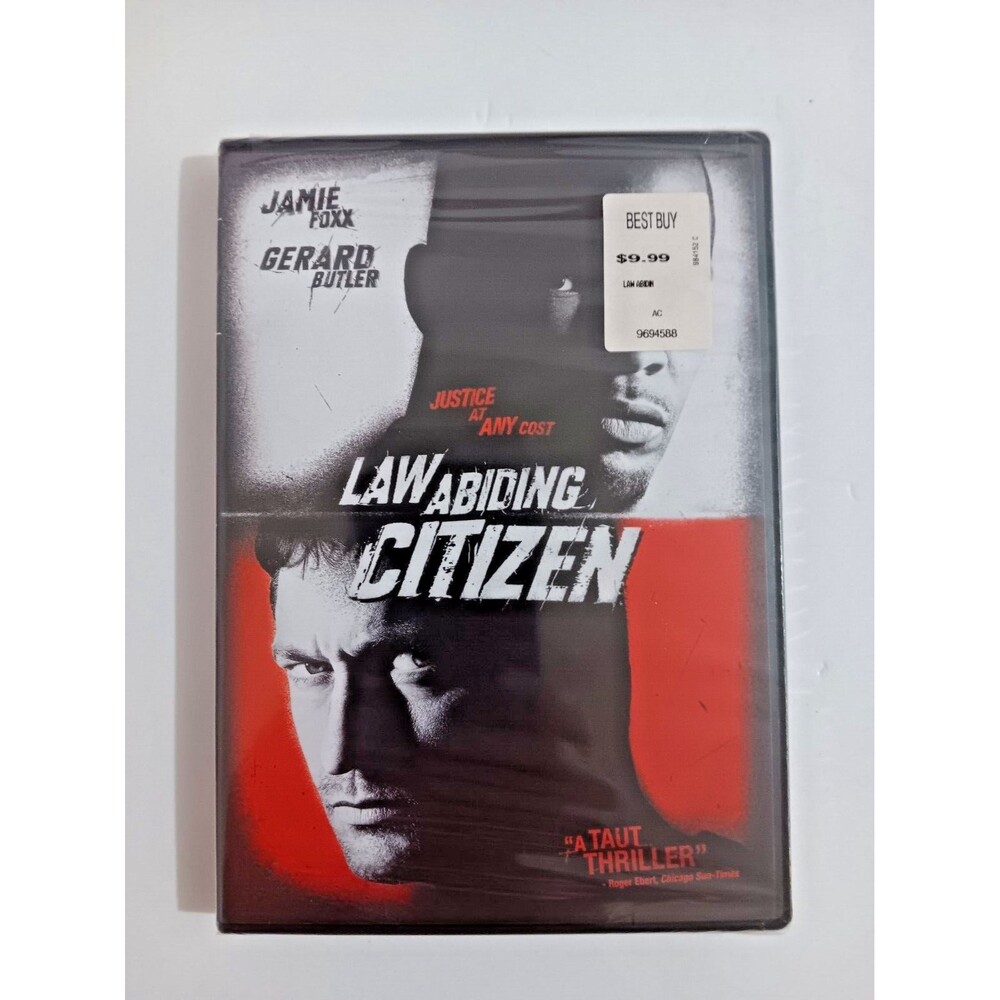 JAMIE
FOXX
GERARD
BUTLER
BEST BUY
$9.99
LAW ABIDIN
AC
9694588
984152 C
JUSTICE
AT
ANY COST
LAW ABIDING
CITIZEN
"A TAUT
THRILLER"
- Roger Ebert, Chicago Sun-Times